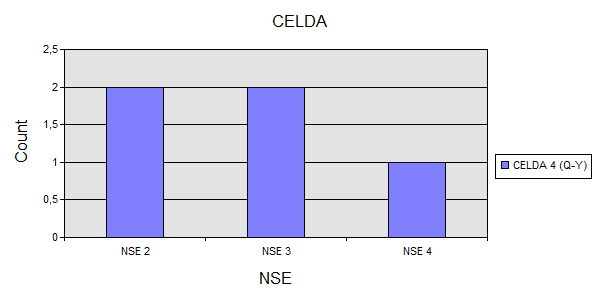 CELDA
2,5
2
1,5
1
0,5
0
Count
NSE 2
NSE 3
NSE 4
NSE
CELDA 4 (Q-Y)